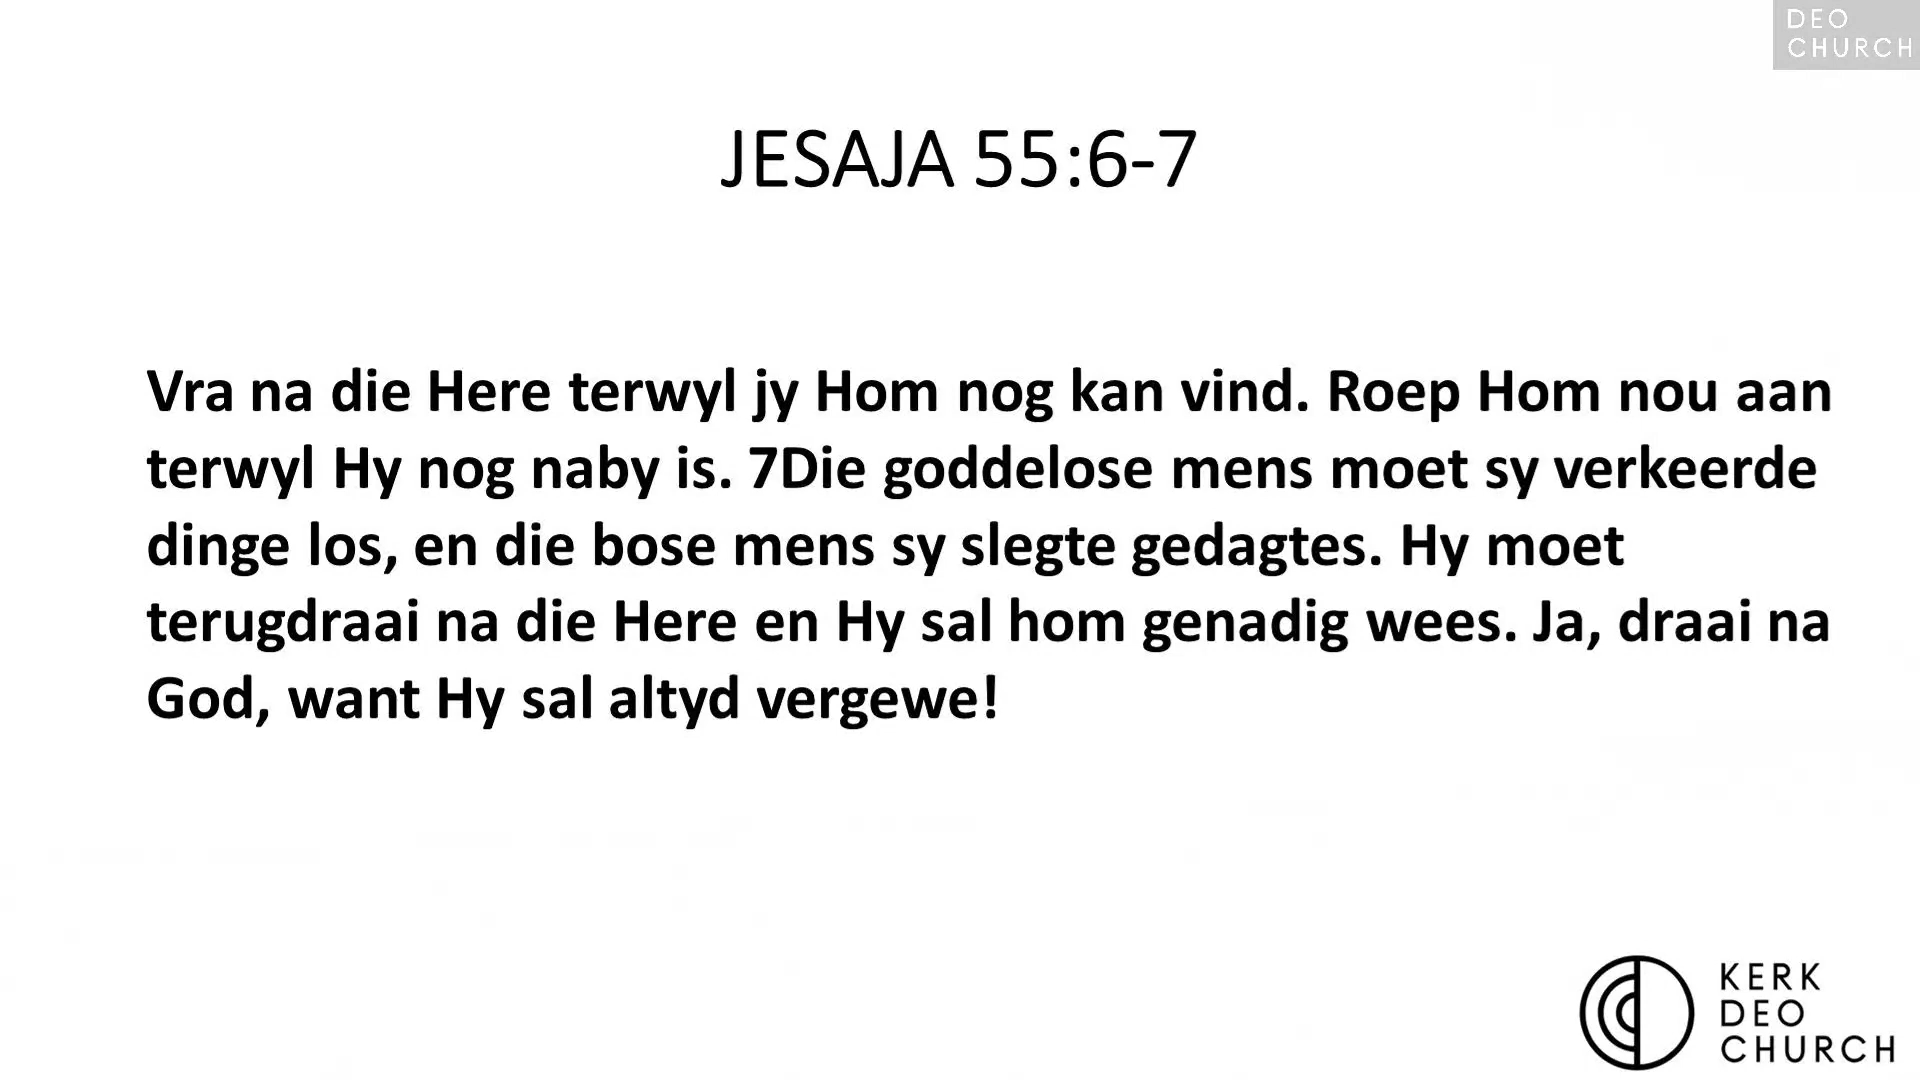 DEO
CHURCH
JESAJA 55:6-7
Vra na die Here terwyl jy Hom nog kan vind. Roep Hom nou aan
terwyl Hy nog naby is. 7Die goddelose mens moet sy verkeerde
dinge los, en die bose mens sy slegte gedagtes. Hy moet
terugdraai na die Here en Hy sal hom genadig wees. Ja, draai na
God, want Hy sal altyd vergewe!
KERK
DEO
CHURCH